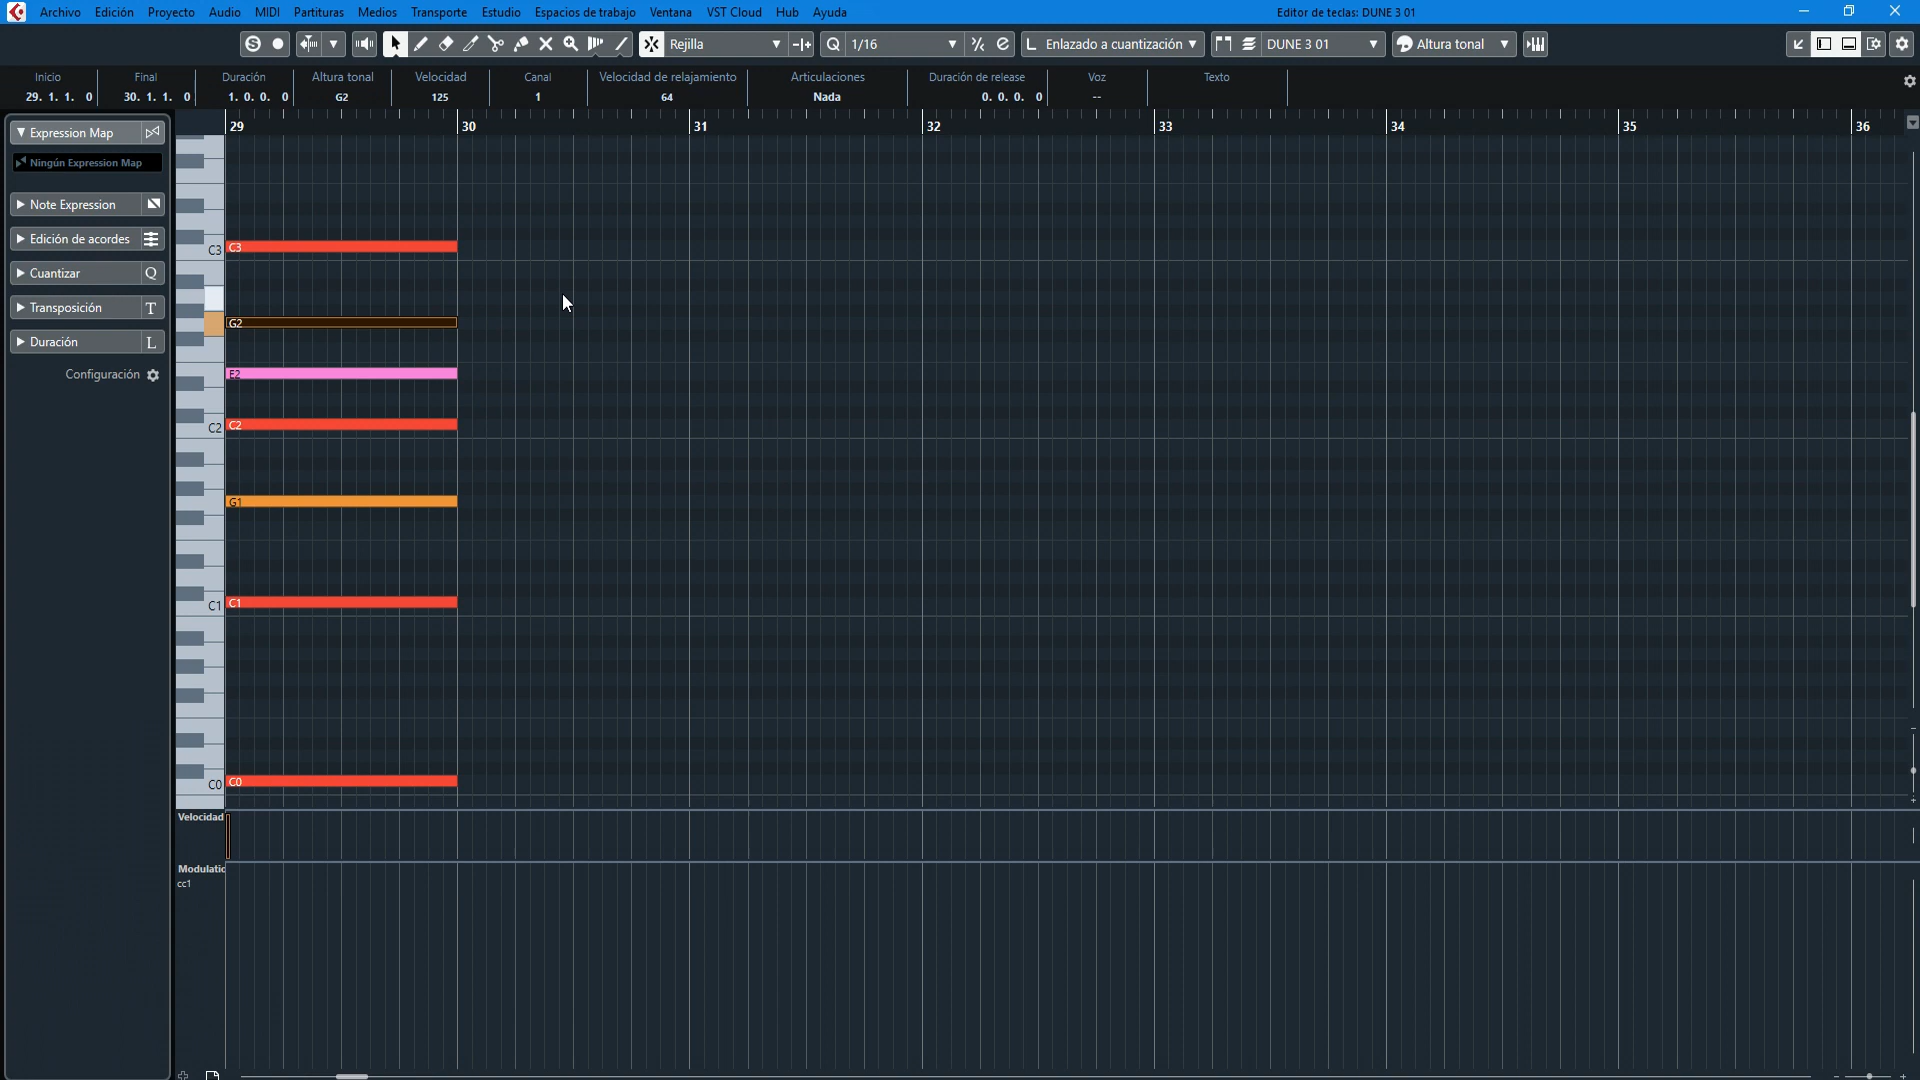 Archivo Edición Proyecto Audio MIDI Partituras Medios Transporte Estudio Espacios de trabajo Ventana VST Cloud Hub Ayuda Editor de teclas: DUNE 3 01
Rejilla Q 1/16 L Enlazado a cuantización DUNE 3 01 Altura tonal
Inicio Final Duración Altura tonal Velocidad Canal Velocidad de relajamiento Articulaciones Duración de release Voz Texto
29. 1. 1. 0 30. 1. 1. 0 1. 0. 0. 0 G2 125 1 64 Nada 0. 0. 0. 0 --
29 30 31 32 33 34 35 36
Expression Map
Ningún Expression Map
Note Expression
Edición de acordes
Cuantizar Q
Transposición T
Duración L
Configuración
C3 C3
G2
E2
C2 C2
G1
C1 C1
C0 C0
Velocidad
Modulatic
cc1